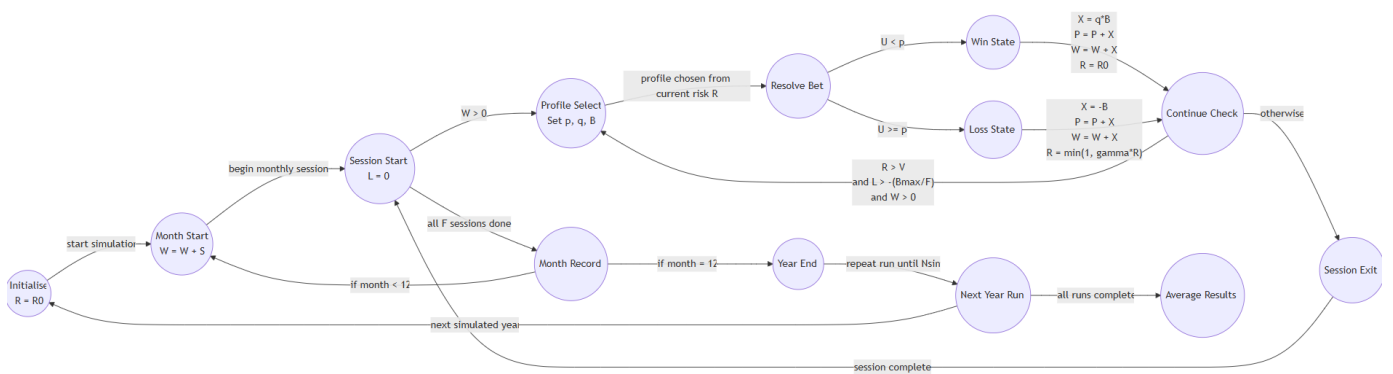 Initialise
R = R0
start simulation
Month Start
W = W + S
begin monthly session
Session Start
L = 0
W > 0
Profile Select
Set p, q, B
profile chosen from
current risk R
Resolve Bet
U < p
Win State
X = q*B
P = P + X
W = W + X
R = R0
U >= p
Loss State
X = -B
P = P + X
W = W + X
R = min(1, gamma*R)
Continue Check
otherwise
R > V
and L > -(Bmax/F)
and W > 0
all F sessions done
Month Record
if month < 12
if month = 12
Year End
repeat run until Nsin
Next Year Run
all runs complete
Average Results
Session Exit
next simulated year
session complete